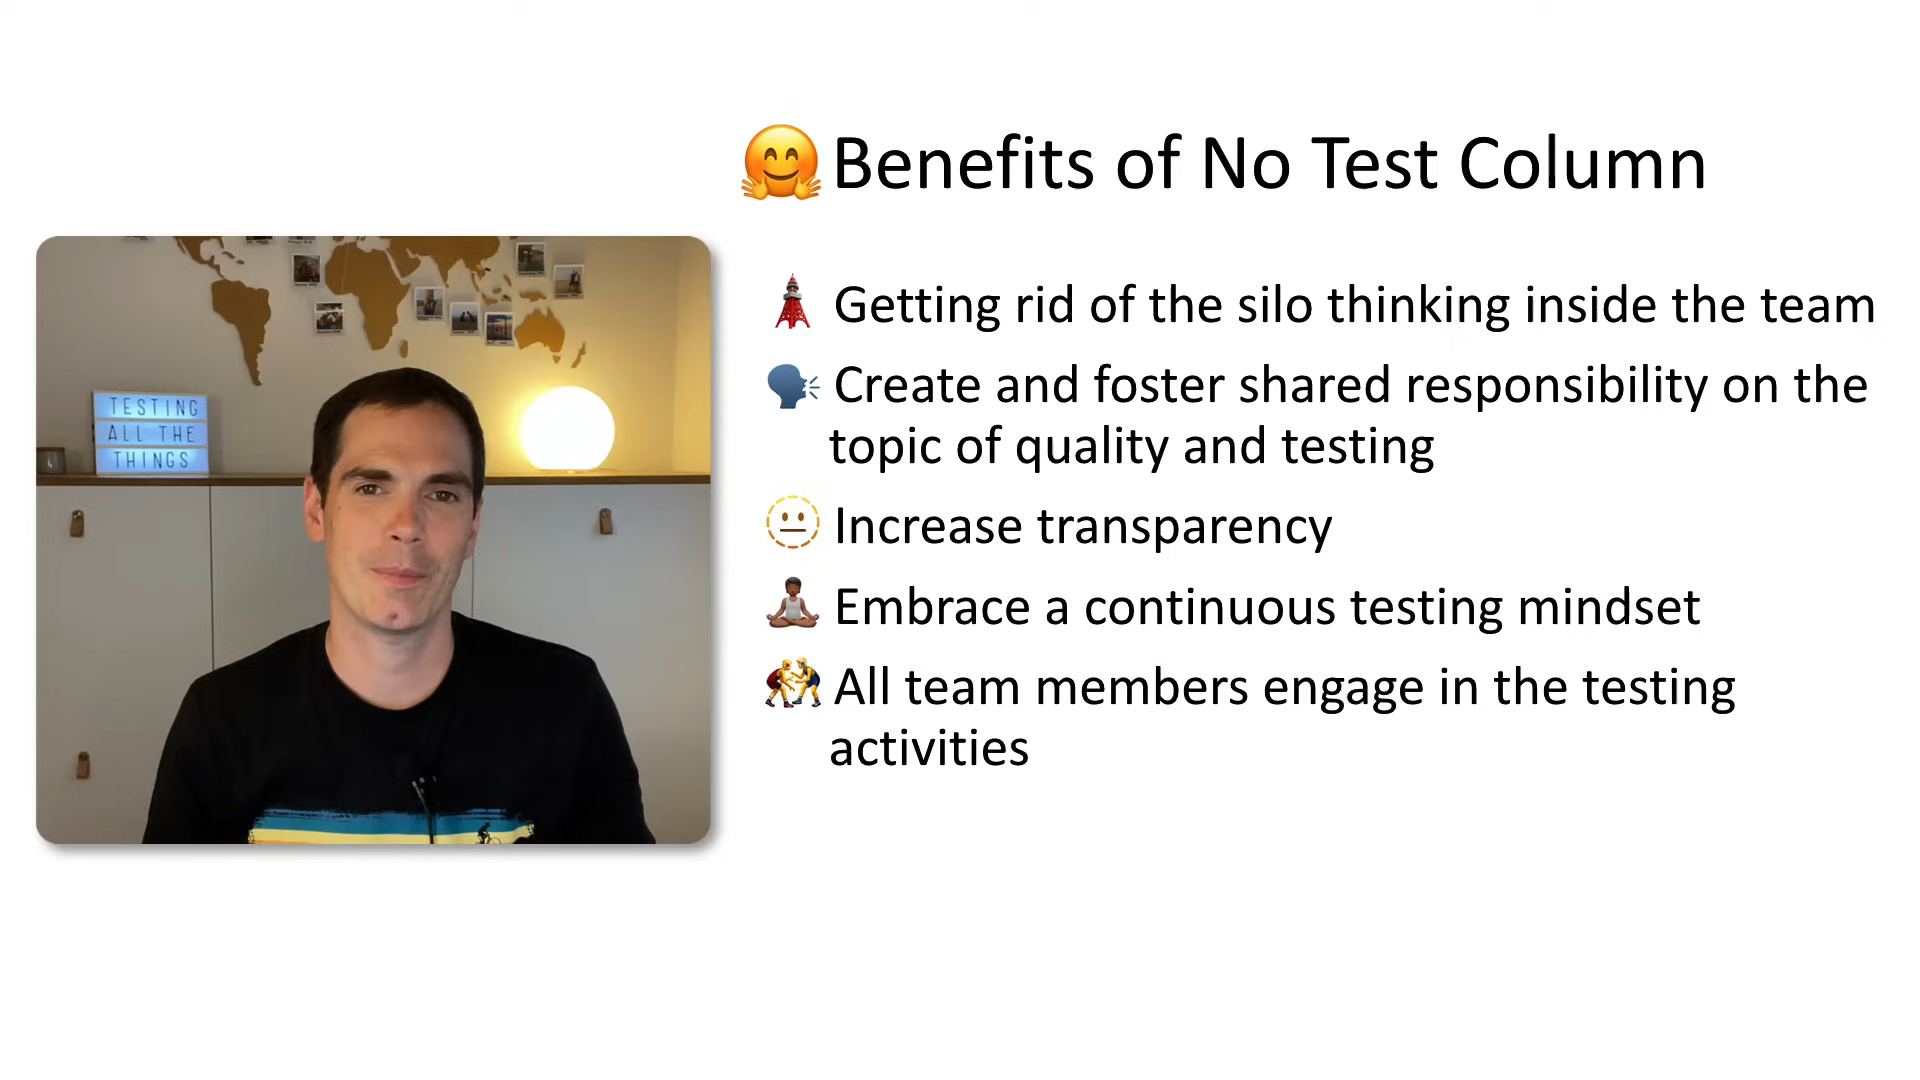 🤗 Benefits of No Test Column
🗼 Getting rid of the silo thinking inside the team
🗣️ Create and foster shared responsibility on the
topic of quality and testing
🫥 Increase transparency
🧘🏾‍♂️ Embrace a continuous testing mindset
🤼 All team members engage in the testing
activities
TESTING
ALL THE
THINGS